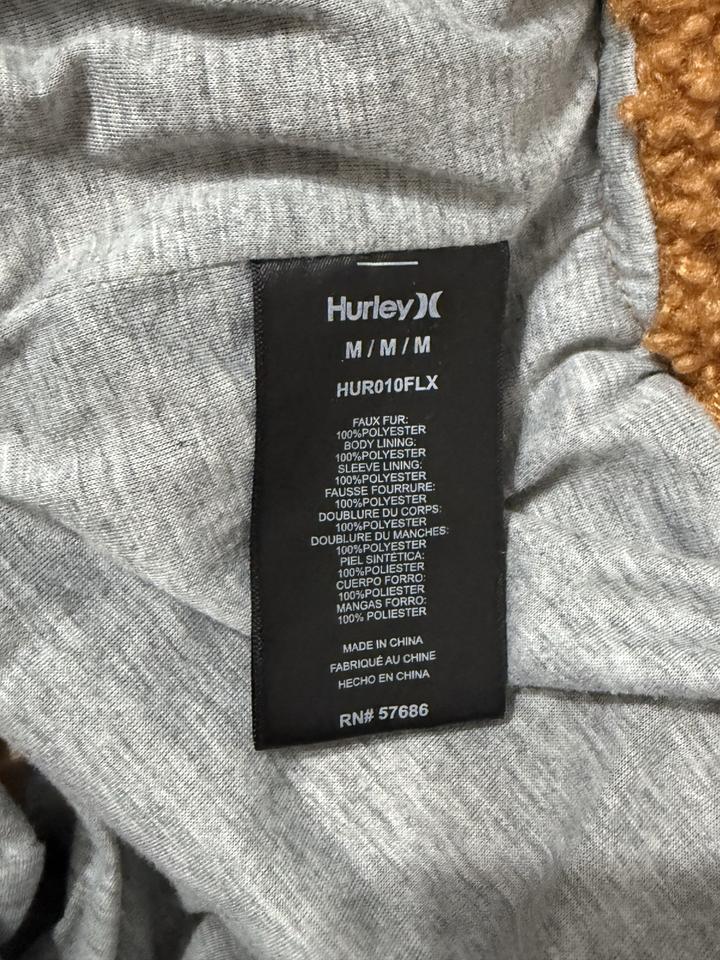 Hurley
M / M / M
HUR010FLX
FAUX FUR:
100%POLYESTER
BODY LINING:
100%POLYESTER
SLEEVE LINING:
100%POLYESTER
FAUSSE FOURRURE:
100%POLYESTER
DOUBLURE DU CORPS:
100%POLYESTER
DOUBLURE DU MANCHES:
100%POLYESTER
PIEL SINTÉTICA:
100%POLIESTER
CUERPO FORRO:
100%POLIESTER
MANGAS FORRO:
100% POLIESTER
MADE IN CHINA
FABRIQUÉ AU CHINE
HECHO EN CHINA
RN# 57686